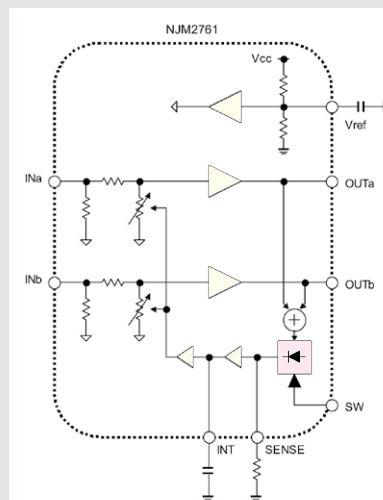 NJM2761
Vcc
Vref
INa
OUTa
INb
OUTb
+
SW
INT
SENSE